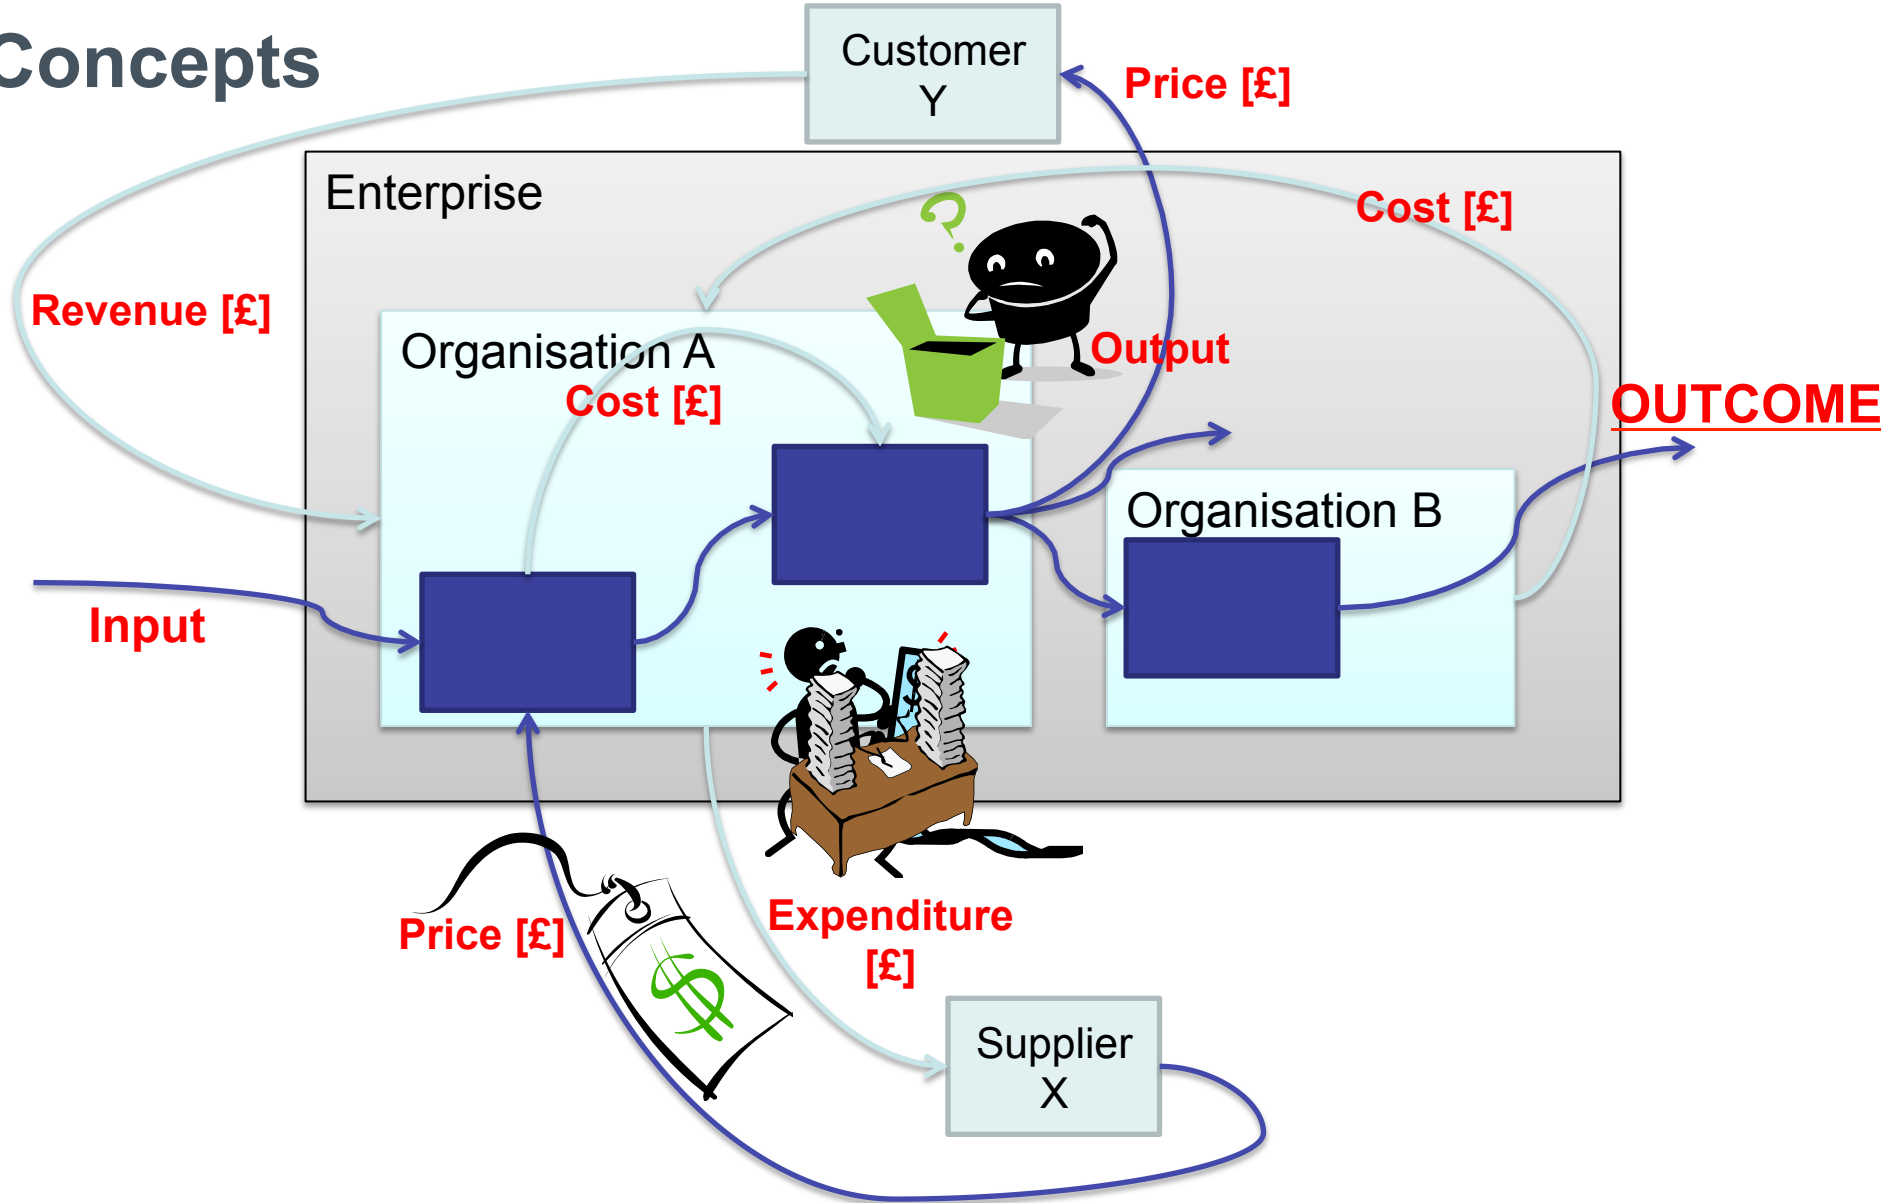 Concepts
Customer
Y
Price [£]
Enterprise
Cost [£]
Revenue [£]
Organisation A
Output
Cost [£]
OUTCOME
Organisation B
Input
Price [£]
Expenditure
[£]
$
Supplier
X